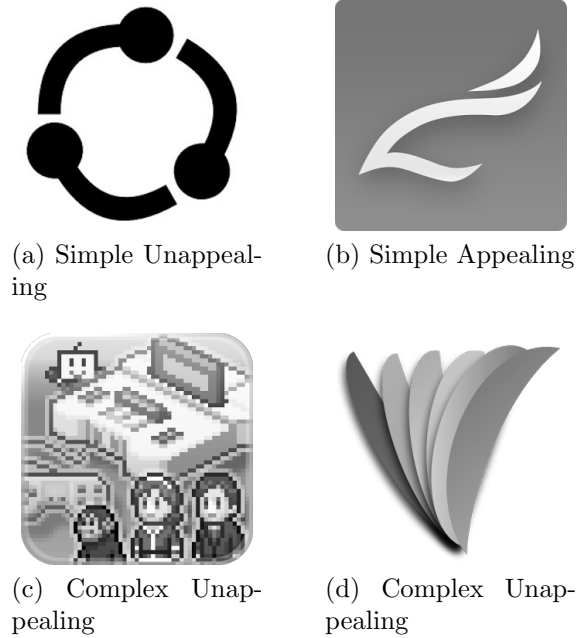 (a) Simple Unappeal-
ing
(b) Simple Appealing
(c) Complex Unap-
pealing
(d) Complex Unap-
pealing